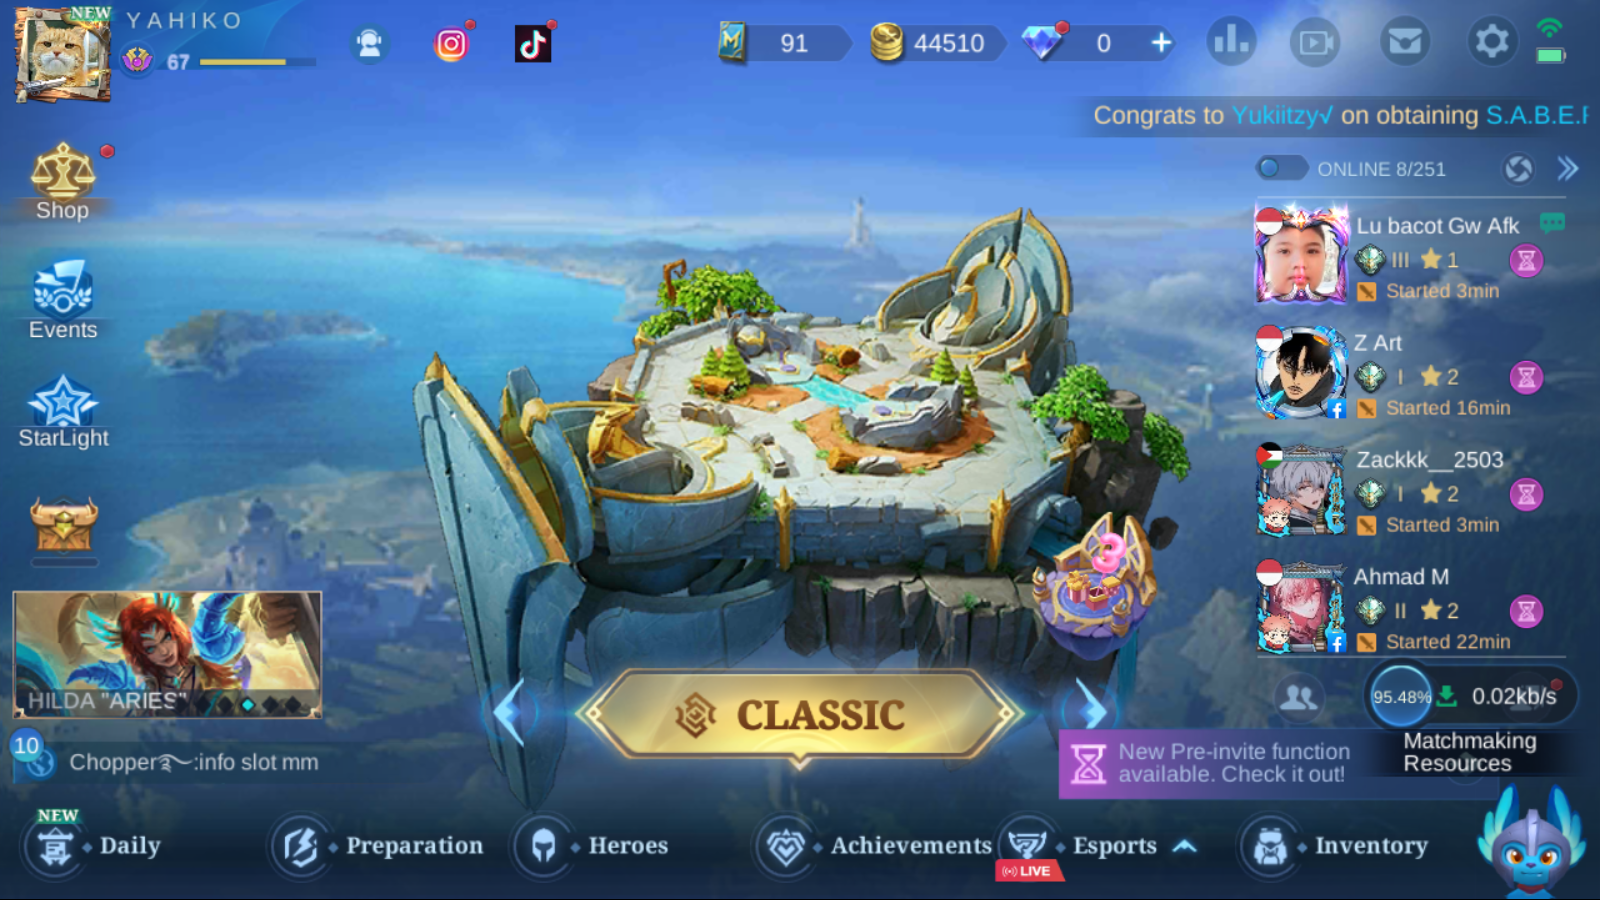 NEW
YAHIKO
67
91
44510
0
Congrats to Yukiitzy√ on obtaining S.A.B.E.R
ONLINE 8/251
Shop
Events
StarLight
Lu bacot Gw Afk
III 1
Started 3min
Z Art
I 2
Started 16min
Zackkk__2503
I 2
Started 3min
Ahmad M
II 2
Started 22min
HILDA "ARIES"
CLASSIC
95.48% 0.02kb/s
Matchmaking
Resources
New Pre-invite function
available. Check it out!
10
Chopper࿐:info slot mm
NEW
Daily
Preparation
Heroes
Achievements
Esports
LIVE
Inventory